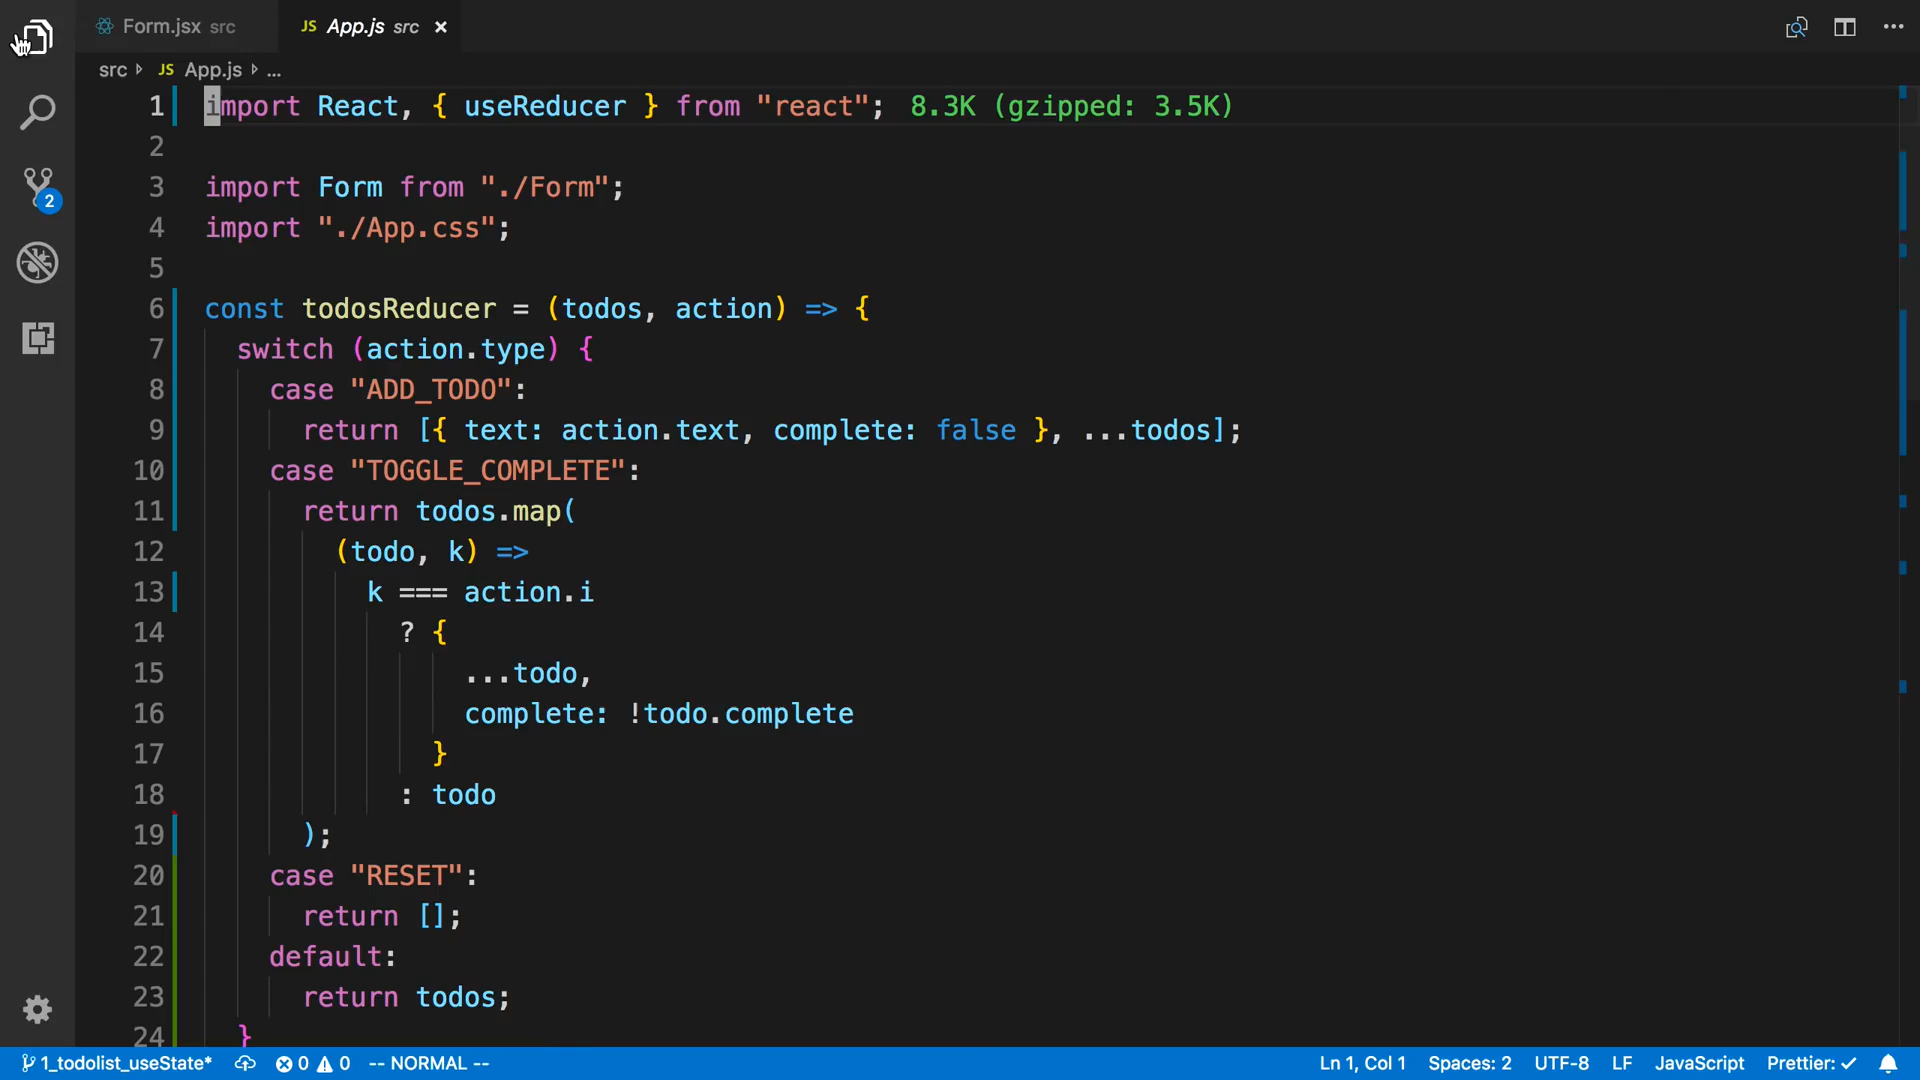 Form.jsx src
JS App.js src ×
src JS App.js ...
2
1 import React, { useReducer } from "react"; 8.3K (gzipped: 3.5K)
2
3 import Form from "./Form";
4 import "./App.css";
5
6 const todosReducer = (todos, action) => {
7 switch (action.type) {
8 case "ADD_TODO":
9 return [{ text: action.text, complete: false }, ...todos];
10 case "TOGGLE_COMPLETE":
11 return todos.map(
12 (todo, k) =>
13 k === action.i
14 ? {
15 ...todo,
16 complete: !todo.complete
17 }
18 : todo
19 );
20 case "RESET":
21 return [];
22 default:
23 return todos;
24 }
1_todolist_useState* 0 0 -- NORMAL -- Ln 1, Col 1 Spaces: 2 UTF-8 LF JavaScript Prettier: ✓